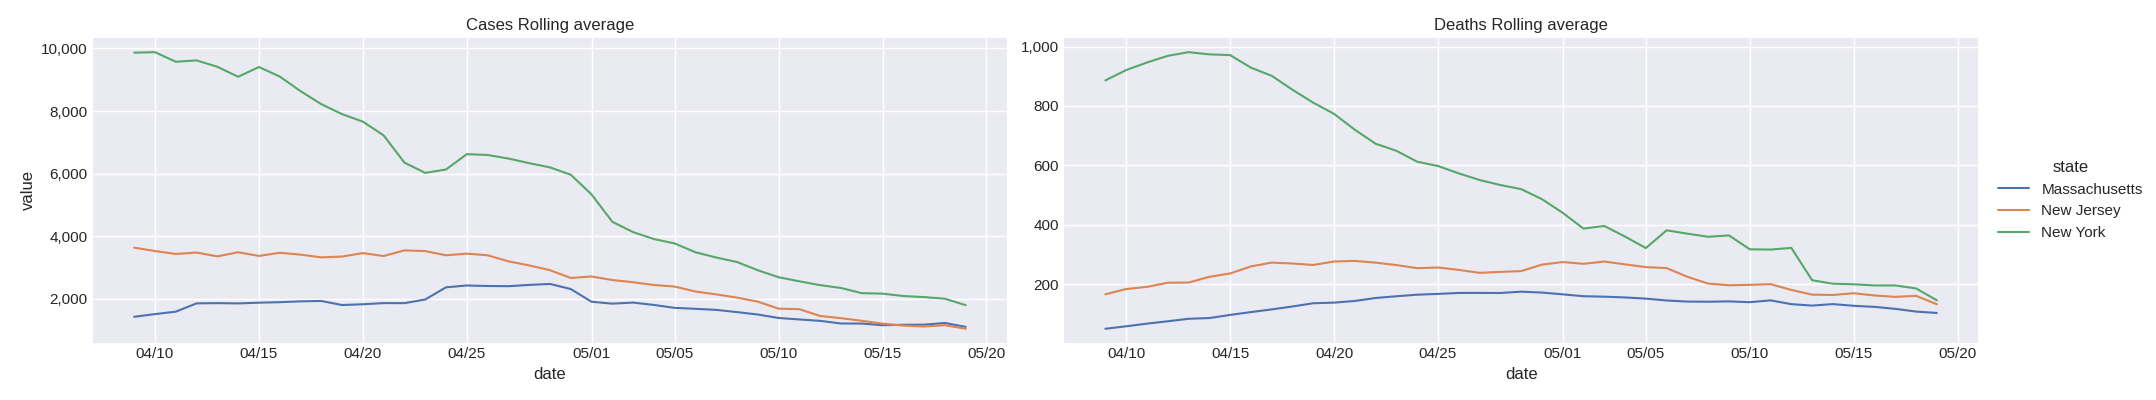 Cases Rolling average
10,000
8,000
6,000
4,000
2,000
value
04/10 04/15 04/20 04/25 05/01 05/05 05/10 05/15 05/20
date
Deaths Rolling average
1,000
800
600
400
200
04/10 04/15 04/20 04/25 05/01 05/05 05/10 05/15 05/20
date
state
Massachusetts
New Jersey
New York